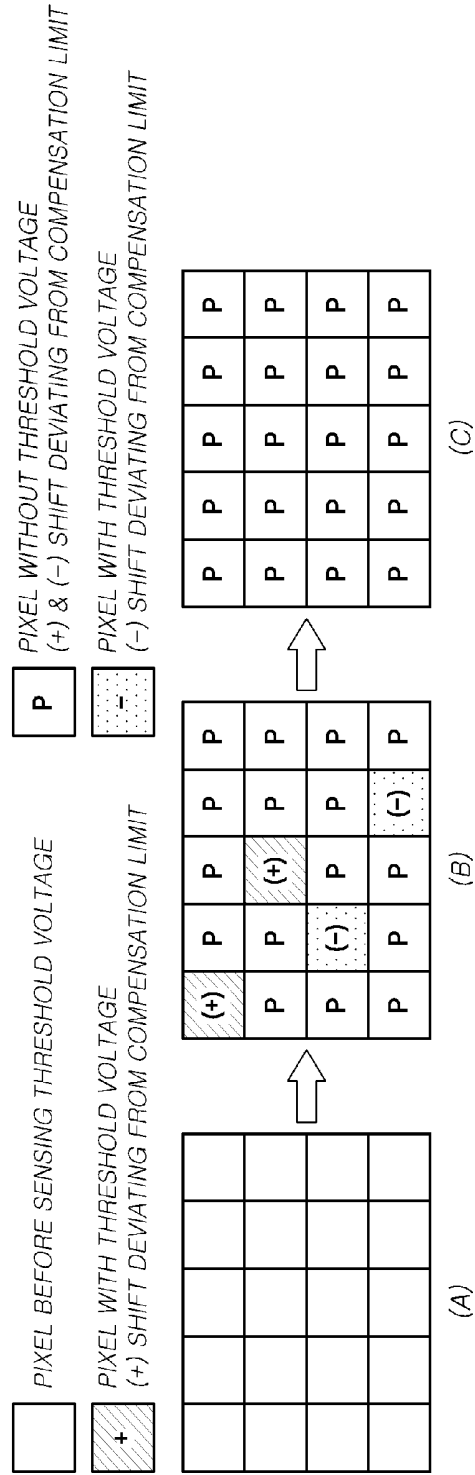 PIXEL BEFORE SENSING THRESHOLD VOLTAGE
P PIXEL WITHOUT THRESHOLD VOLTAGE
(+) & (-) SHIFT DEVIATING FROM COMPENSATION LIMIT
+ PIXEL WITH THRESHOLD VOLTAGE
(+) SHIFT DEVIATING FROM COMPENSATION LIMIT
- PIXEL WITH THRESHOLD VOLTAGE
(-) SHIFT DEVIATING FROM COMPENSATION LIMIT
(+) P P P P
P P (+) P P
P (-) P P P
P P P (-) P
P P P P P
P P P P P
P P P P P
P P P P P
(A)
(B)
(C)